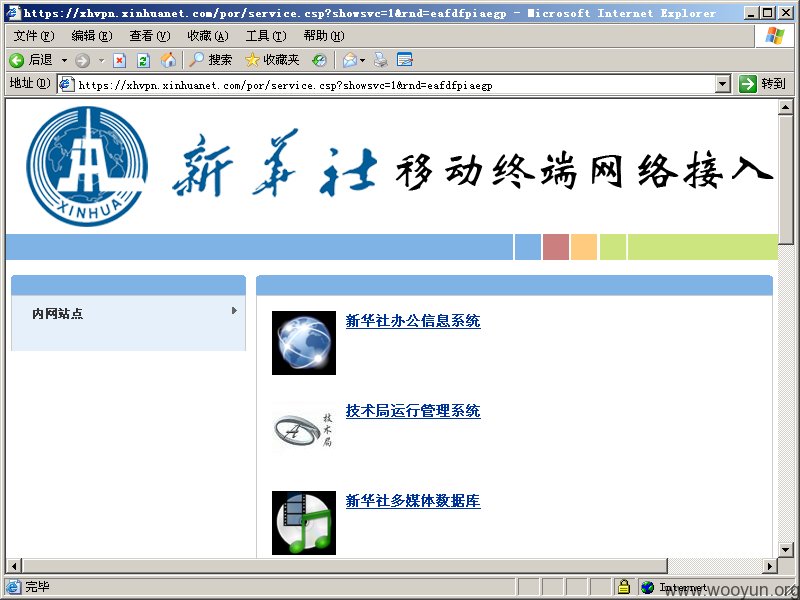 https://xhvpn.xinhuanet.com/por/service.csp?showsvc=1&rnd=eafdfpiaegp - Microsoft Internet Explorer
文件(F) 编辑(E) 查看(V) 收藏(A) 工具(T) 帮助(H)
后退 搜索 收藏夹
地址(D) https://xhvpn.xinhuanet.com/por/service.csp?showsvc=1&rnd=eafdfpiaegp 转到
XINHUA 新华社 移动终端网络接入
内网站点
新华社办公信息系统
技术局
技术局运行管理系统
新华社多媒体数据库
完毕 Internet
www.wooyun.org